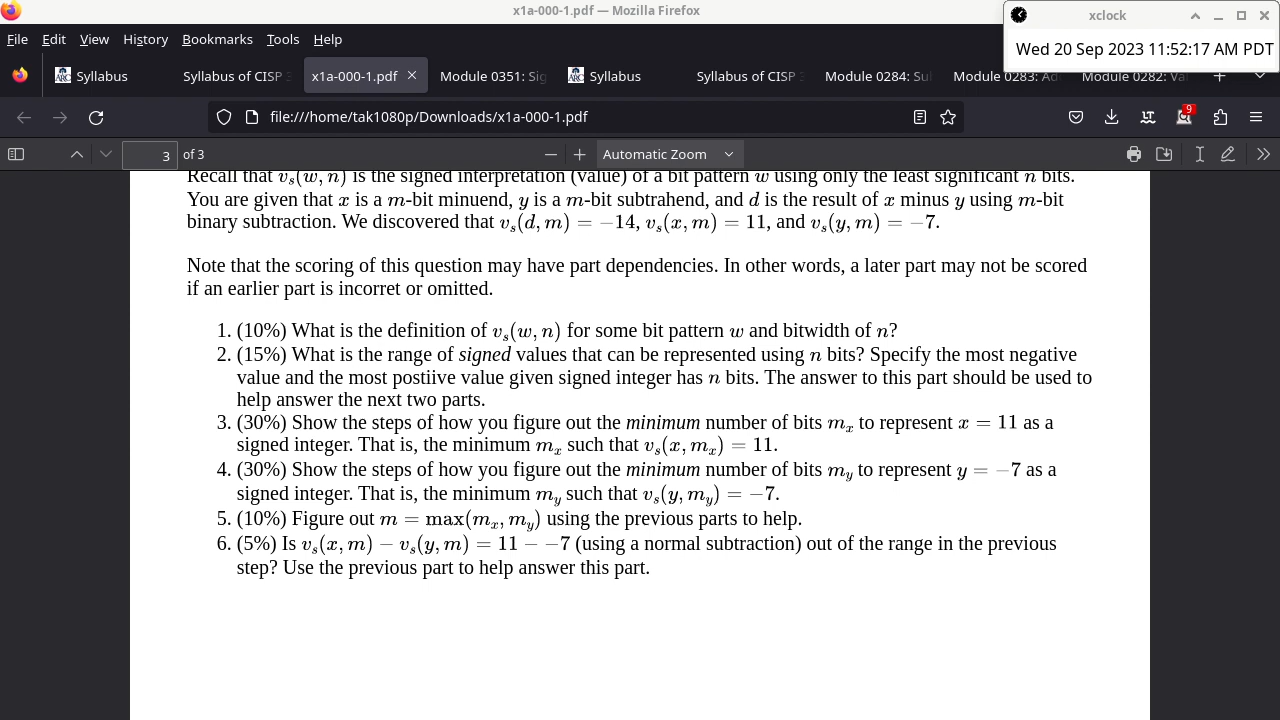 x1a-000-1.pdf — Mozilla Firefox
xclock
Wed 20 Sep 2023 11:52:17 AM PDT
File Edit View History Bookmarks Tools Help
Syllabus Syllabus of CISP 3 x1a-000-1.pdf Module 0351: Sig Syllabus Syllabus of CISP 3 Module 0284: Sul Module 0283: Ad Module 0282: Val
file:///home/tak1080p/Downloads/x1a-000-1.pdf
9
3 of 3 Automatic Zoom
Recall that v_s(w, n) is the signed interpretation (value) of a bit pattern w using only the least significant n bits.
You are given that x is a m-bit minuend, y is a m-bit subtrahend, and d is the result of x minus y using m-bit
binary subtraction. We discovered that v_s(d, m) = −14, v_s(x, m) = 11, and v_s(y, m) = −7.
Note that the scoring of this question may have part dependencies. In other words, a later part may not be scored
if an earlier part is incorret or omitted.
1. (10%) What is the definition of v_s(w, n) for some bit pattern w and bitwidth of n?
2. (15%) What is the range of signed values that can be represented using n bits? Specify the most negative
value and the most postiive value given signed integer has n bits. The answer to this part should be used to
help answer the next two parts.
3. (30%) Show the steps of how you figure out the minimum number of bits m_x to represent x = 11 as a
signed integer. That is, the minimum m_x such that v_s(x, m_x) = 11.
4. (30%) Show the steps of how you figure out the minimum number of bits m_y to represent y = −7 as a
signed integer. That is, the minimum m_y such that v_s(y, m_y) = −7.
5. (10%) Figure out m = max(m_x, m_y) using the previous parts to help.
6. (5%) Is v_s(x, m) − v_s(y, m) = 11 − −7 (using a normal subtraction) out of the range in the previous
step? Use the previous part to help answer this part.